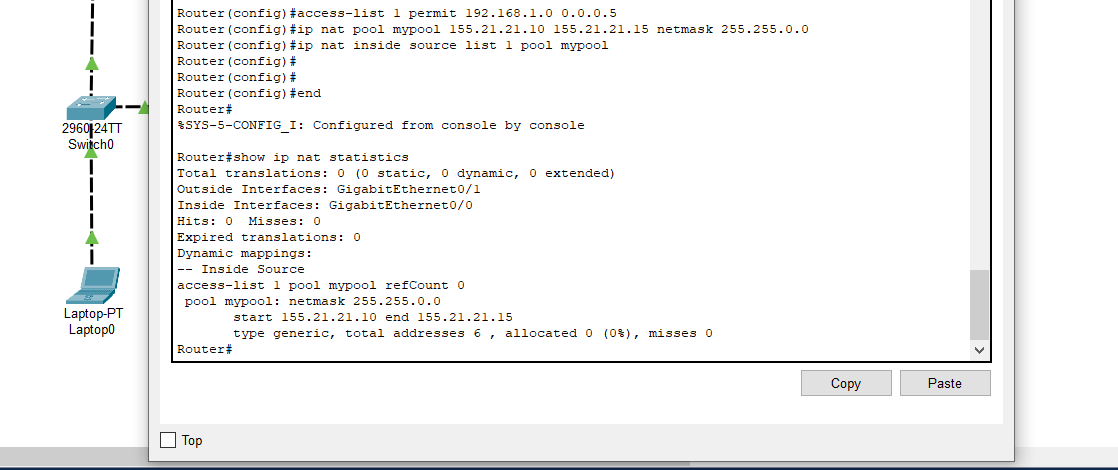 Router(config)#access-list 1 permit 192.168.1.0 0.0.0.5
Router(config)#ip nat pool mypool 155.21.21.10 155.21.21.15 netmask 255.255.0.0
Router(config)#ip nat inside source list 1 pool mypool
Router(config)#
Router(config)#
Router(config)#end
Router#
%SYS-5-CONFIG_I: Configured from console by console
Router#show ip nat statistics
Total translations: 0 (0 static, 0 dynamic, 0 extended)
Outside Interfaces: GigabitEthernet0/1
Inside Interfaces: GigabitEthernet0/0
Hits: 0  Misses: 0
Expired translations: 0
Dynamic mappings:
-- Inside Source
access-list 1 pool mypool refCount 0
 pool mypool: netmask 255.255.0.0
       start 155.21.21.10 end 155.21.21.15
       type generic, total addresses 6 , allocated 0 (0%), misses 0
Router#
2960-24TT
Switch0
Laptop-PT
Laptop0
Copy
Paste
Top